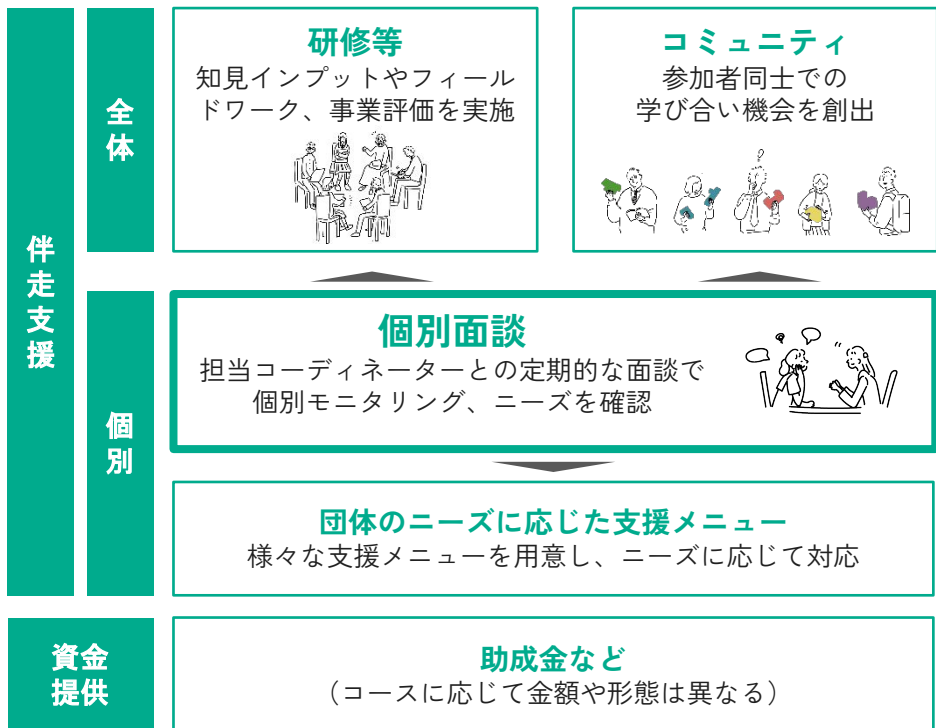 伴走支援
全体
研修等
知見インプットやフィール
ドワーク、事業評価を実施
コミュニティ
参加者同士での
学び合い機会を創出
個別
個別面談
担当コーディネーターとの定期的な面談で
個別モニタリング、ニーズを確認
団体のニーズに応じた支援メニュー
様々な支援メニューを用意し、ニーズに応じて対応
資金
提供
助成金など
（コースに応じて金額や形態は異なる）